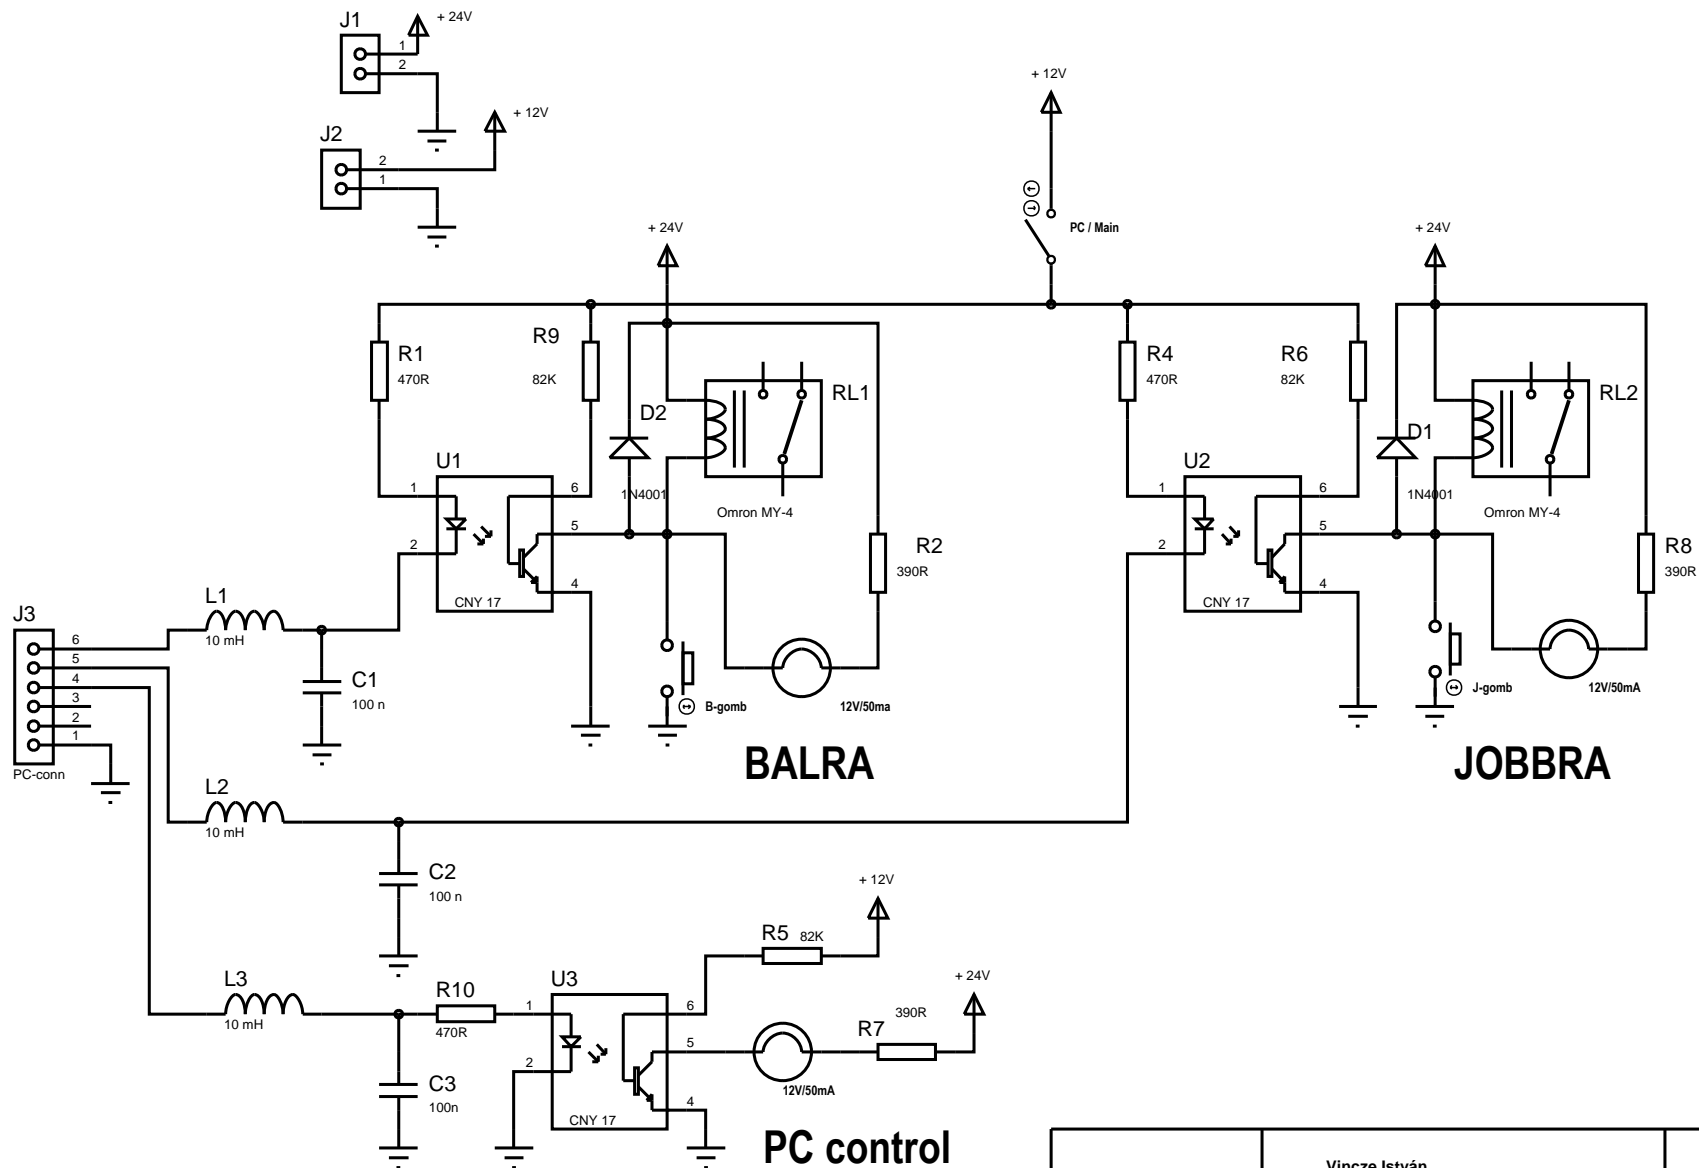 J1
+ 24V
1
2
+ 12V
J2
2
1
+ 12V
PC / Main
+ 24V
+ 24V
R1
470R
R9
82K
D2
1N4001
RL1
Omron MY-4
R4
470R
R6
82K
D1
1N4001
RL2
Omron MY-4
U1
1
2
6
5
4
CNY 17
R2
390R
U2
1
2
6
5
4
CNY 17
R8
390R
J3
6
5
4
3
2
1
PC-conn
L1
10 mH
C1
100 n
B-gomb
12V/50ma
J-gomb
12V/50mA
BALRA
JOBBRA
L2
10 mH
C2
100 n
+ 12V
R5 82K
+ 24V
L3
10 mH
R10
470R
U3
1
2
6
5
4
CNY 17
R7
390R
12V/50mA
C3
100n
PC control
Vincze István